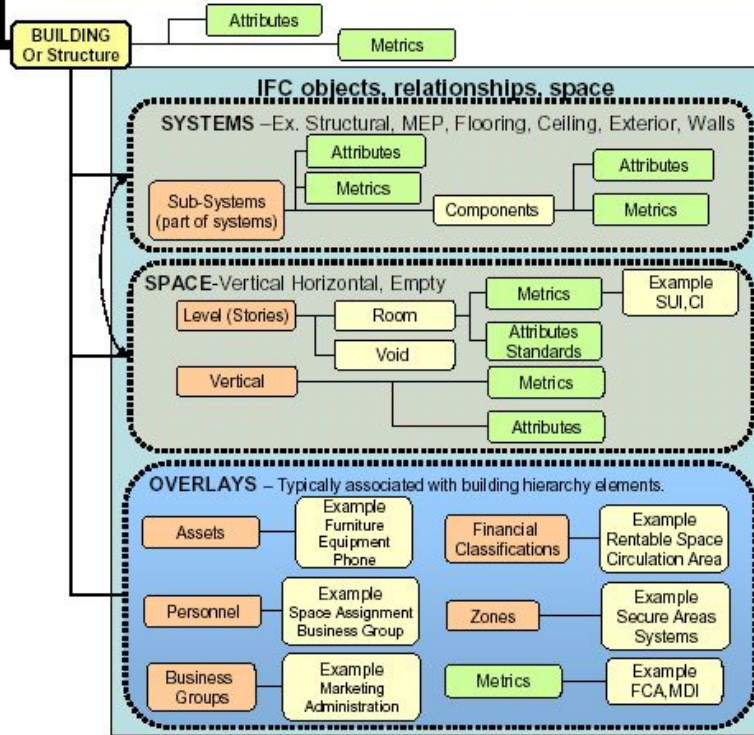 BUILDING
Or Structure
Attributes
Metrics
IFC objects, relationships, space
SYSTEMS –Ex. Structural, MEP, Flooring, Ceiling, Exterior, Walls
Attributes
Metrics
Sub-Systems
(part of systems)
Components
Attributes
Metrics
SPACE-Vertical Horizontal, Empty
Level (Stories)
Room
Void
Metrics
Example
SUI,CI
Attributes
Standards
Vertical
Metrics
Attributes
OVERLAYS – Typically associated with building hierarchy elements.
Assets
Example
Furniture
Equipment
Phone
Financial
Classifications
Example
Rentable Space
Circulation Area
Personnel
Example
Space Assignment
Business Group
Zones
Example
Secure Areas
Systems
Business
Groups
Example
Marketing
Administration
Metrics
Example
FCA,MDI